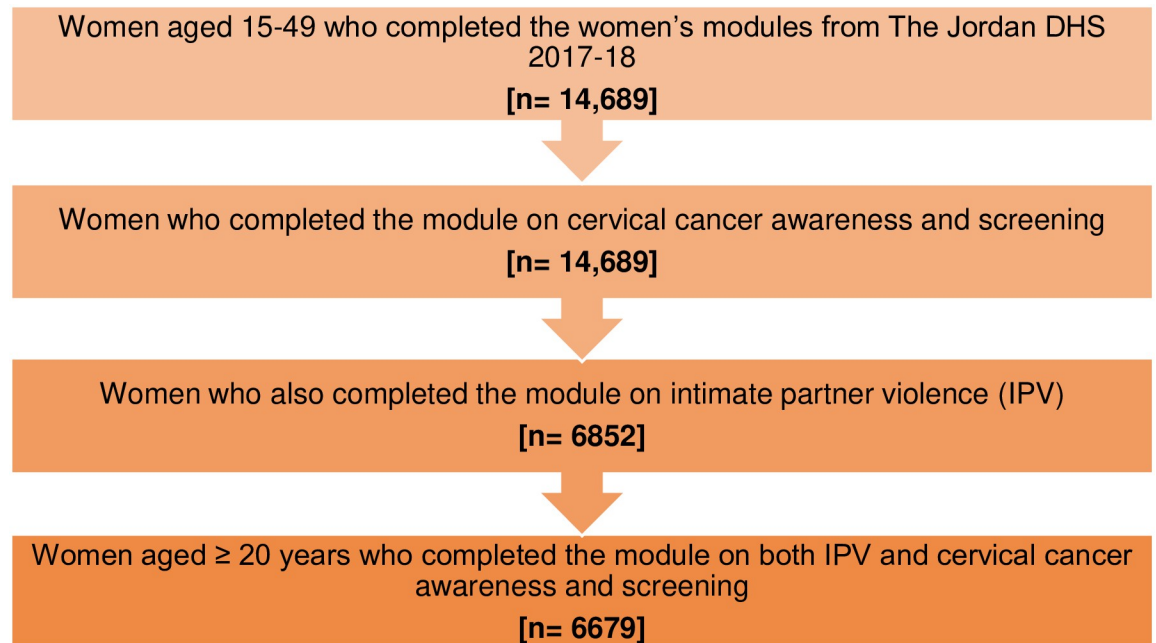 Women aged 15-49 who completed the women’s modules from The Jordan DHS
2017-18
[n= 14,689]
Women who completed the module on cervical cancer awareness and screening
[n= 14,689]
Women who also completed the module on intimate partner violence (IPV)
[n= 6852]
Women aged ≥ 20 years who completed the module on both IPV and cervical cancer
awareness and screening
[n= 6679]